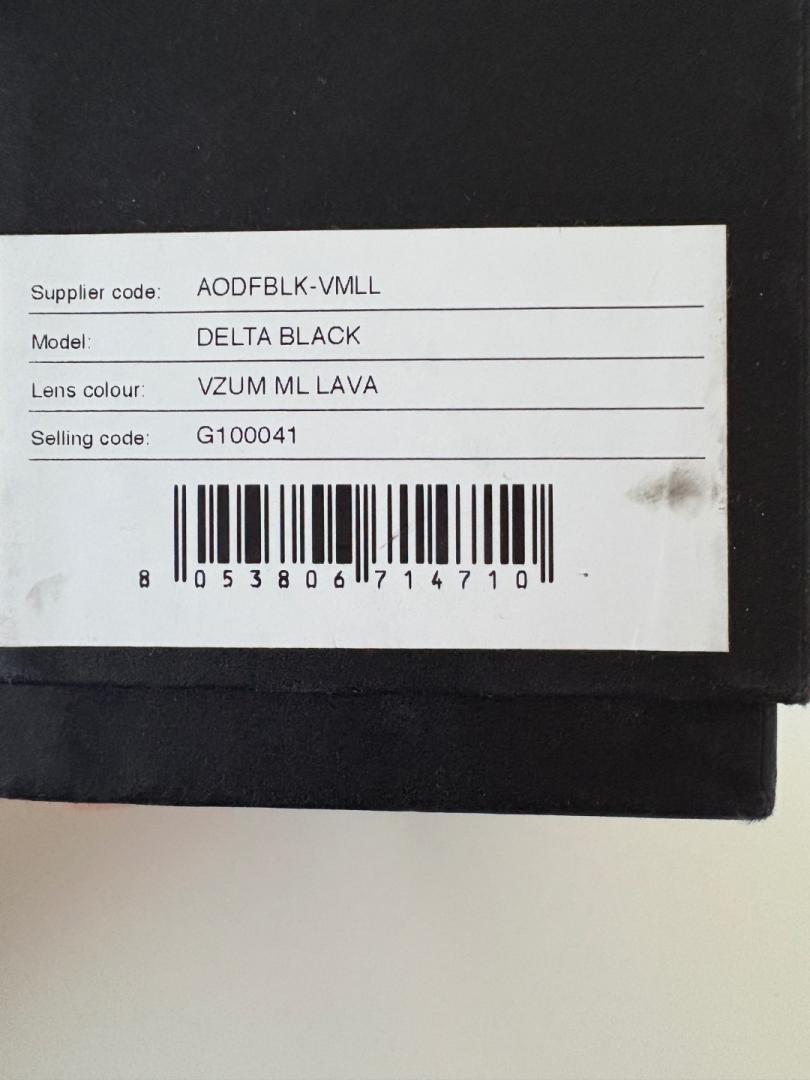 Supplier code: AODFBLK-VMLL
Model: DELTA BLACK
Lens colour: VZUM ML LAVA
Selling code: G100041
8 053806 714710